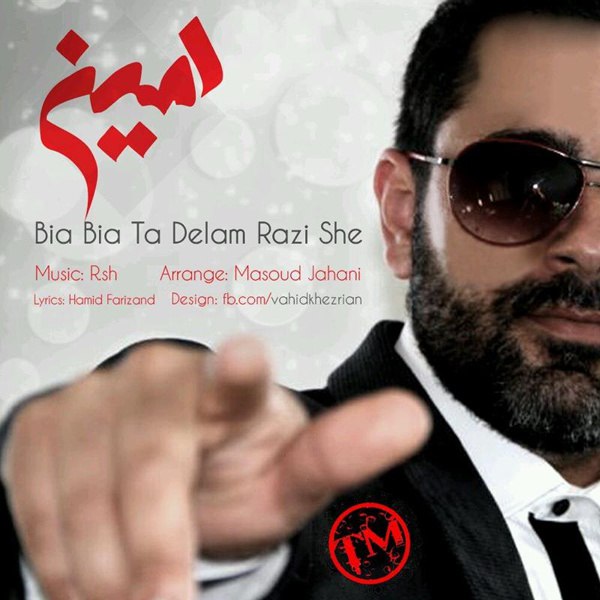 امینی
Bia Bia Ta Delam Razi She
Music: Rsh Arrange: Masoud Jahani
Lyrics: Hamid Farizand Design: fb.com/vahidkhezrian
TM